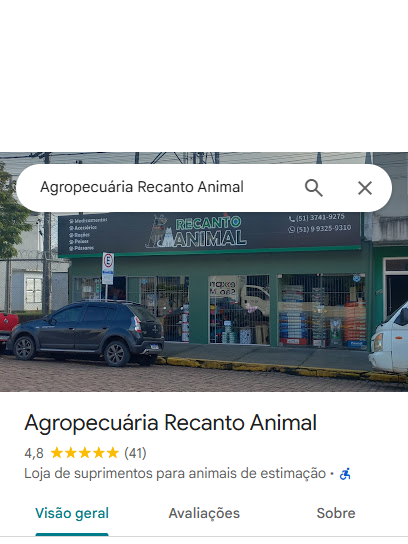 Agropecuária Recanto Animal
Medicamentos
Acessórios
Rações
Peixes
Pássaros
RECANTO
ANIMAL
(51) 3741-9275
(51) 9 9325-9310
E
Agropecuária Recanto Animal
4,8 ★★★★★ (41)
Loja de suprimentos para animais de estimação •
Visão geral Avaliações Sobre